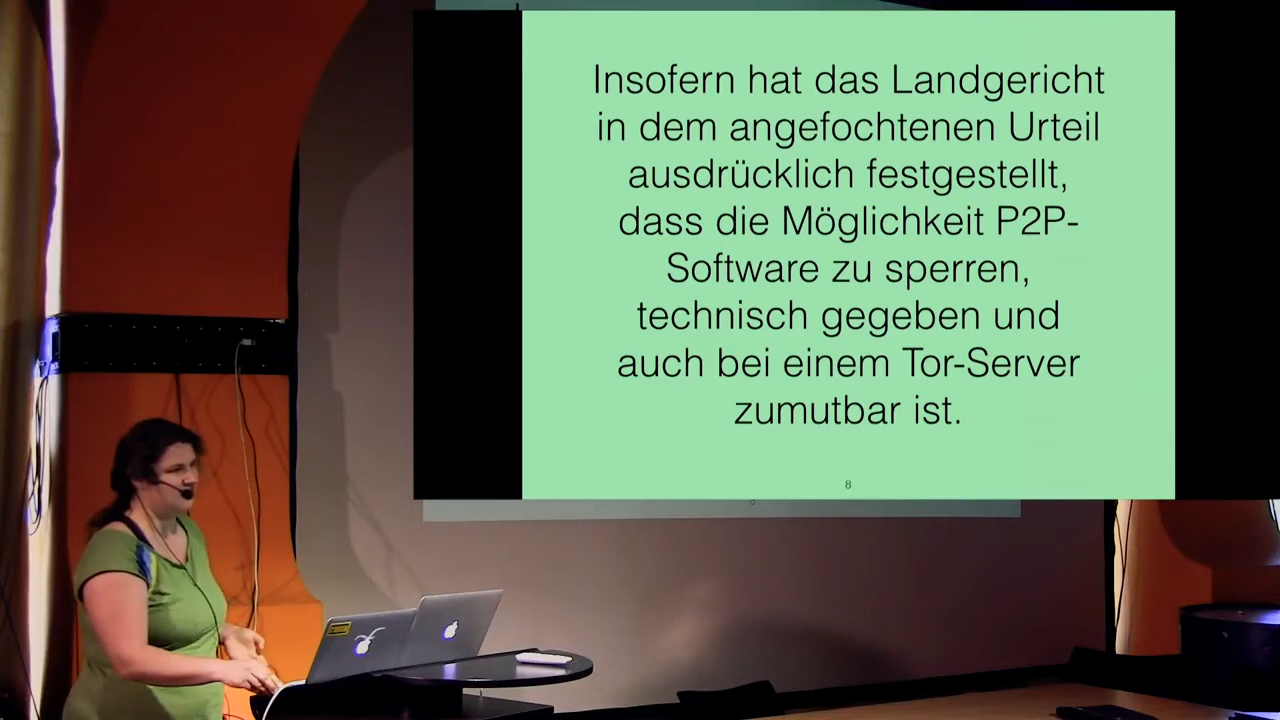 Insofern hat das Landgericht
in dem angefochtenen Urteil
ausdrücklich festgestellt,
dass die Möglichkeit P2P-
Software zu sperren,
technisch gegeben und
auch bei einem Tor-Server
zumutbar ist.
8